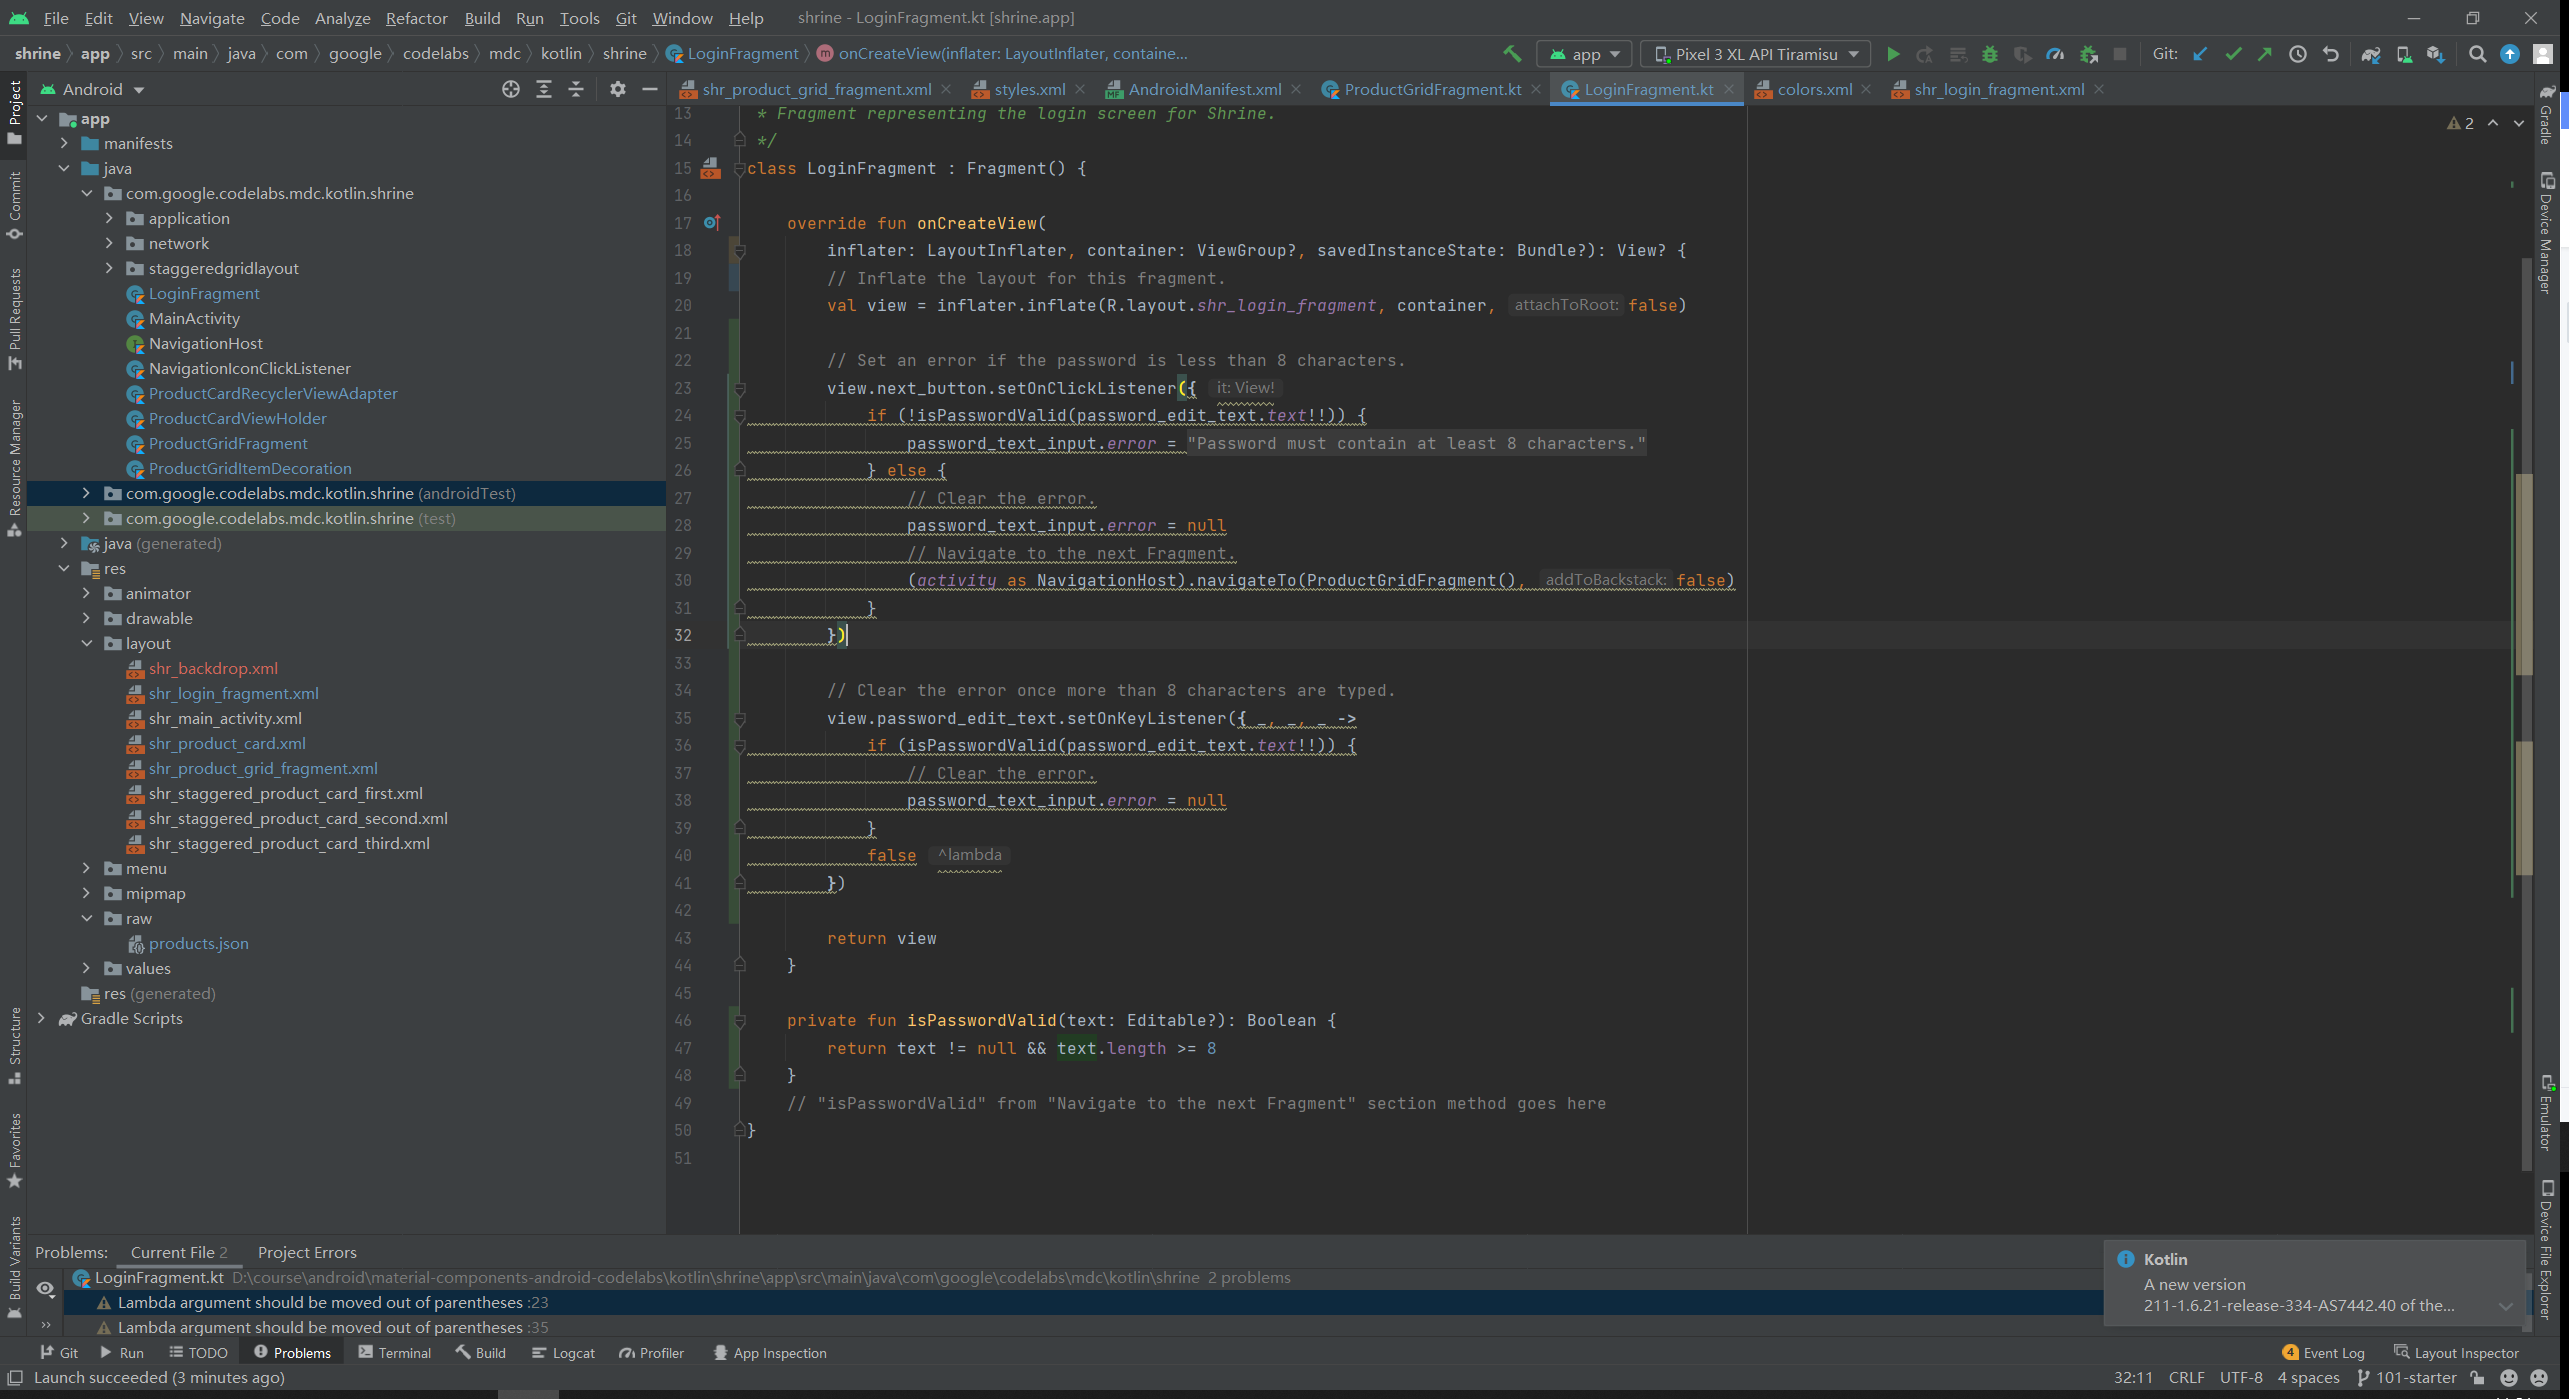 File Edit View Navigate Code Analyze Refactor Build Run Tools Git Window Help shrine - LoginFragment.kt [shrine.app]
shrine app src main java com google codelabs mdc kotlin shrine LoginFragment onCreateView(inflater: LayoutInflater, containe... app Pixel 3 XL API Tiramisu Git:
Android
shr_product_grid_fragment.xml styles.xml AndroidManifest.xml ProductGridFragment.kt LoginFragment.kt colors.xml shr_login_fragment.xml
Project
Commit
Pull Requests
Resource Manager
Structure
Favorites
Build Variants
app
manifests
java
com.google.codelabs.mdc.kotlin.shrine
application
network
staggeredgridlayout
LoginFragment
MainActivity
NavigationHost
NavigationIconClickListener
ProductCardRecyclerViewAdapter
ProductCardViewHolder
ProductGridFragment
ProductGridItemDecoration
com.google.codelabs.mdc.kotlin.shrine (androidTest)
com.google.codelabs.mdc.kotlin.shrine (test)
java (generated)
res
animator
drawable
layout
shr_backdrop.xml
shr_login_fragment.xml
shr_main_activity.xml
shr_product_card.xml
shr_product_grid_fragment.xml
shr_staggered_product_card_first.xml
shr_staggered_product_card_second.xml
shr_staggered_product_card_third.xml
menu
mipmap
raw
products.json
values
res (generated)
Gradle Scripts
13 * Fragment representing the login screen for Shrine.
14 */
15 class LoginFragment : Fragment() {
16
17 override fun onCreateView(
18 inflater: LayoutInflater, container: ViewGroup?, savedInstanceState: Bundle?): View? {
19 // Inflate the layout for this fragment.
20 val view = inflater.inflate(R.layout.shr_login_fragment, container, attachToRoot: false)
21
22 // Set an error if the password is less than 8 characters.
23 view.next_button.setOnClickListener({ it: View!
24 if (!isPasswordValid(password_edit_text.text!!)) {
25 password_text_input.error = "Password must contain at least 8 characters."
26 } else {
27 // Clear the error.
28 password_text_input.error = null
29 // Navigate to the next Fragment.
30 (activity as NavigationHost).navigateTo(ProductGridFragment(), addToBackstack: false)
31 }
32 })
33
34 // Clear the error once more than 8 characters are typed.
35 view.password_edit_text.setOnKeyListener({ _, _, _ ->
36 if (isPasswordValid(password_edit_text.text!!)) {
37 // Clear the error.
38 password_text_input.error = null
39 }
40 false ^lambda
41 })
42
43 return view
44 }
45
46 private fun isPasswordValid(text: Editable?): Boolean {
47 return text != null && text.length >= 8
48 }
49 // "isPasswordValid" from "Navigate to the next Fragment" section method goes here
50 }
51
2
Gradle
Device Manager
Emulator
Device File Explorer
Problems: Current File 2 Project Errors
LoginFragment.kt D:\course\android\material-components-android-codelabs\kotlin\shrine\app\src\main\java\com\google\codelabs\mdc\kotlin\shrine 2 problems
Lambda argument should be moved out of parentheses :23
Lambda argument should be moved out of parentheses :35
Kotlin
A new version
211-1.6.21-release-334-AS7442.40 of the...
Git Run TODO Problems Terminal Build Logcat Profiler App Inspection 4 Event Log Layout Inspector
Launch succeeded (3 minutes ago) 32:11 CRLF UTF-8 4 spaces 101-starter